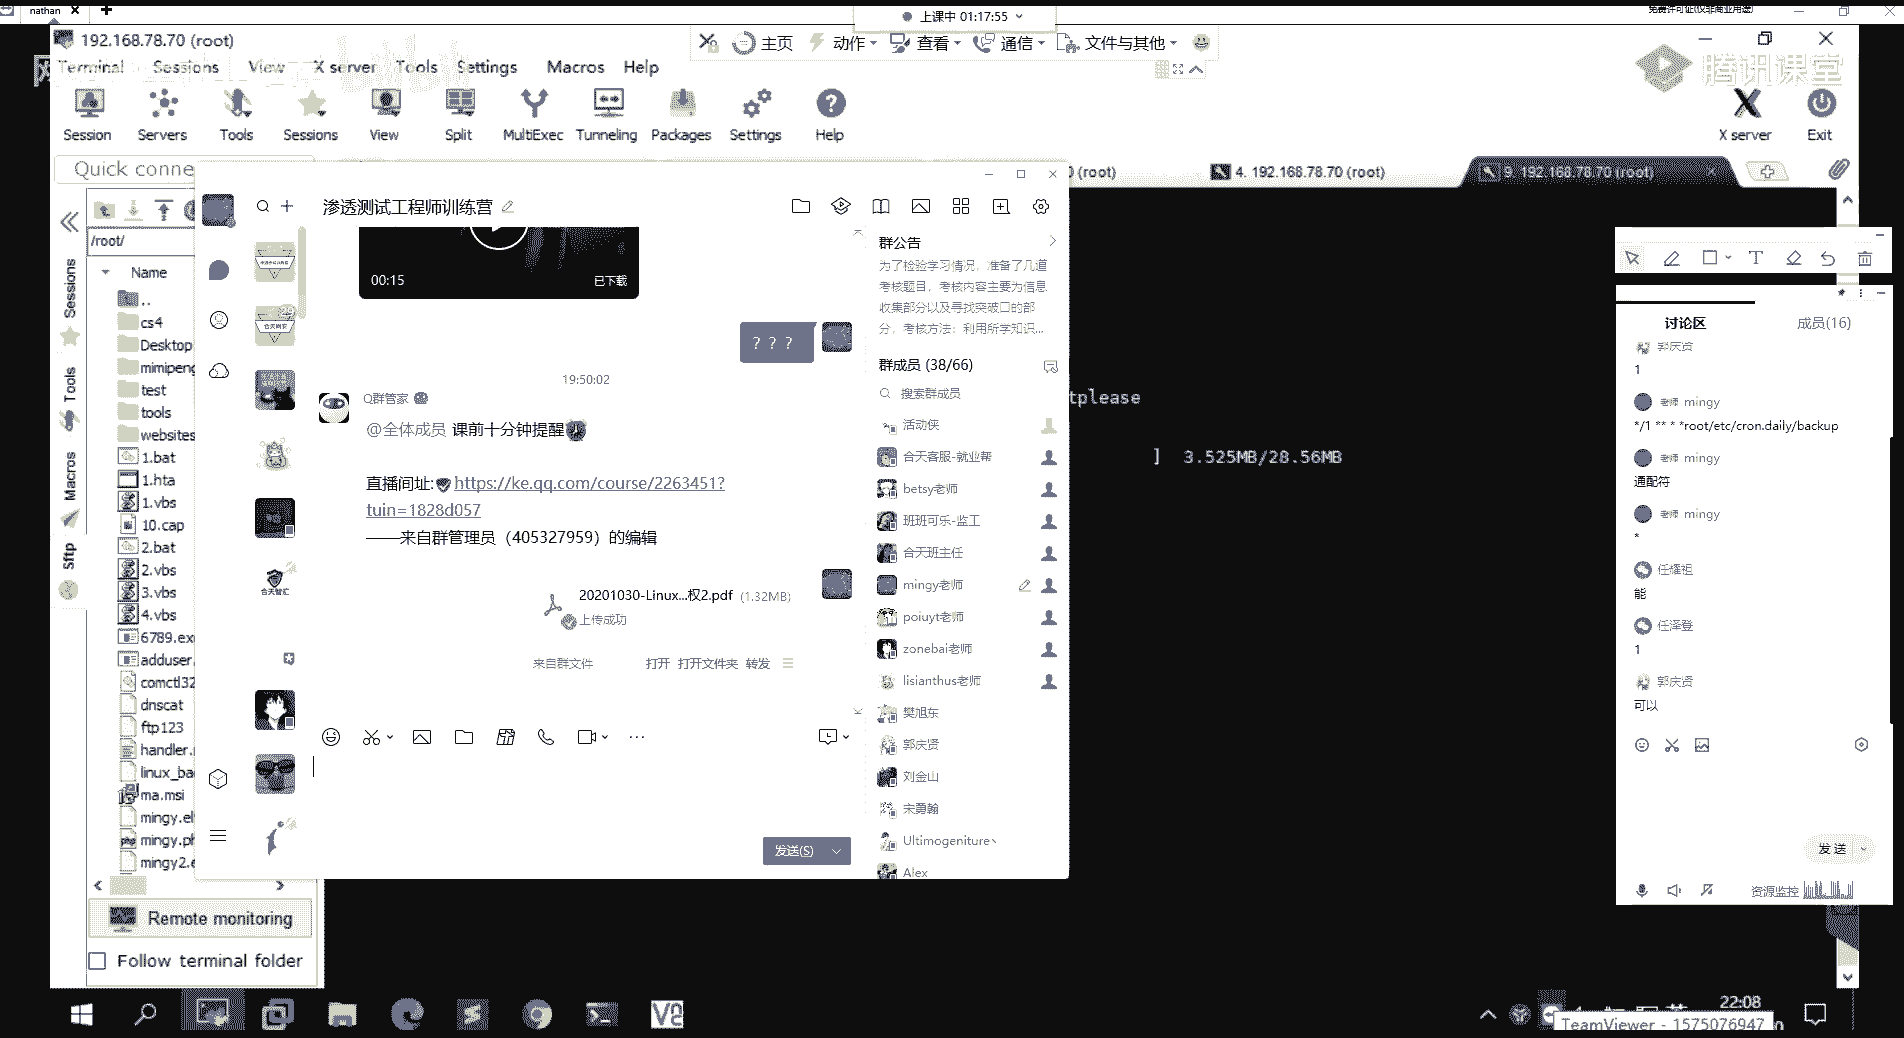 nathan
上课中 01:17:55
免费许可证(仅非商业用途)
192.168.78.70 (root)
主页 动作 查看 通信 文件与其他
腾讯课堂
Terminal Sessions View X server Tools Settings Macros Help
Session Servers Tools Sessions View Split MultiExec Tunneling Packages Settings Help
X server Exit
Quick conne
(root)
4. 192.168.78.70 (root)
9. 192.168.78.70 (root)
/root/
Name
..
cs4
Desktop
mimipeng
test
tools
websites
1.bat
1.hta
1.vbs
10.cap
2.bat
2.vbs
3.vbs
4.vbs
6789.ex
adduser.
comctl32
dnscat
ftp123
handler.
linux_ba
ma.msi
mingy.el
mingy.ph
mingy2.e
Sessions
Tools
Macros
Sftp
Remote monitoring
Follow terminal folder
渗透测试工程师训练营
00:15
已下载
？？？
19:50:02
Q群管家
@全体成员 课前十分钟提醒
直播间址:https://ke.qq.com/course/2263451?
tuin=1828d057
——来自群管理员（405327959）的编辑
20201030-Linux...权2.pdf (1.32MB)
上传成功
来自群文件 打开 打开文件夹 转发
发送(S)
群公告
为了检验学习情况，准备了几道
考核题目，考核内容主要为信息
收集部分以及寻找突破口的部
分，考核方法：利用所学知识...
群成员 (38/66)
搜索群成员
活动侠
合天客服-就业帮
betsy老师
班班可乐-监工
合天班主任
mingy老师
poiuyt老师
zonebai老师
lisianthus老师
樊旭东
郭庆贤
刘金山
宋勇翰
Ultimogeniture丶
Alex
合天智汇
tplease
] 3.525MB/28.56MB
讨论区 成员(16)
郭庆贤
1
老师 mingy
*/1 ** * *root/etc/cron.daily/backup
老师 mingy
通配符
老师 mingy
*
任耀祖
能
任泽登
1
郭庆贤
可以
发送
资源监控
22:08
TeamViewer - 1575076947